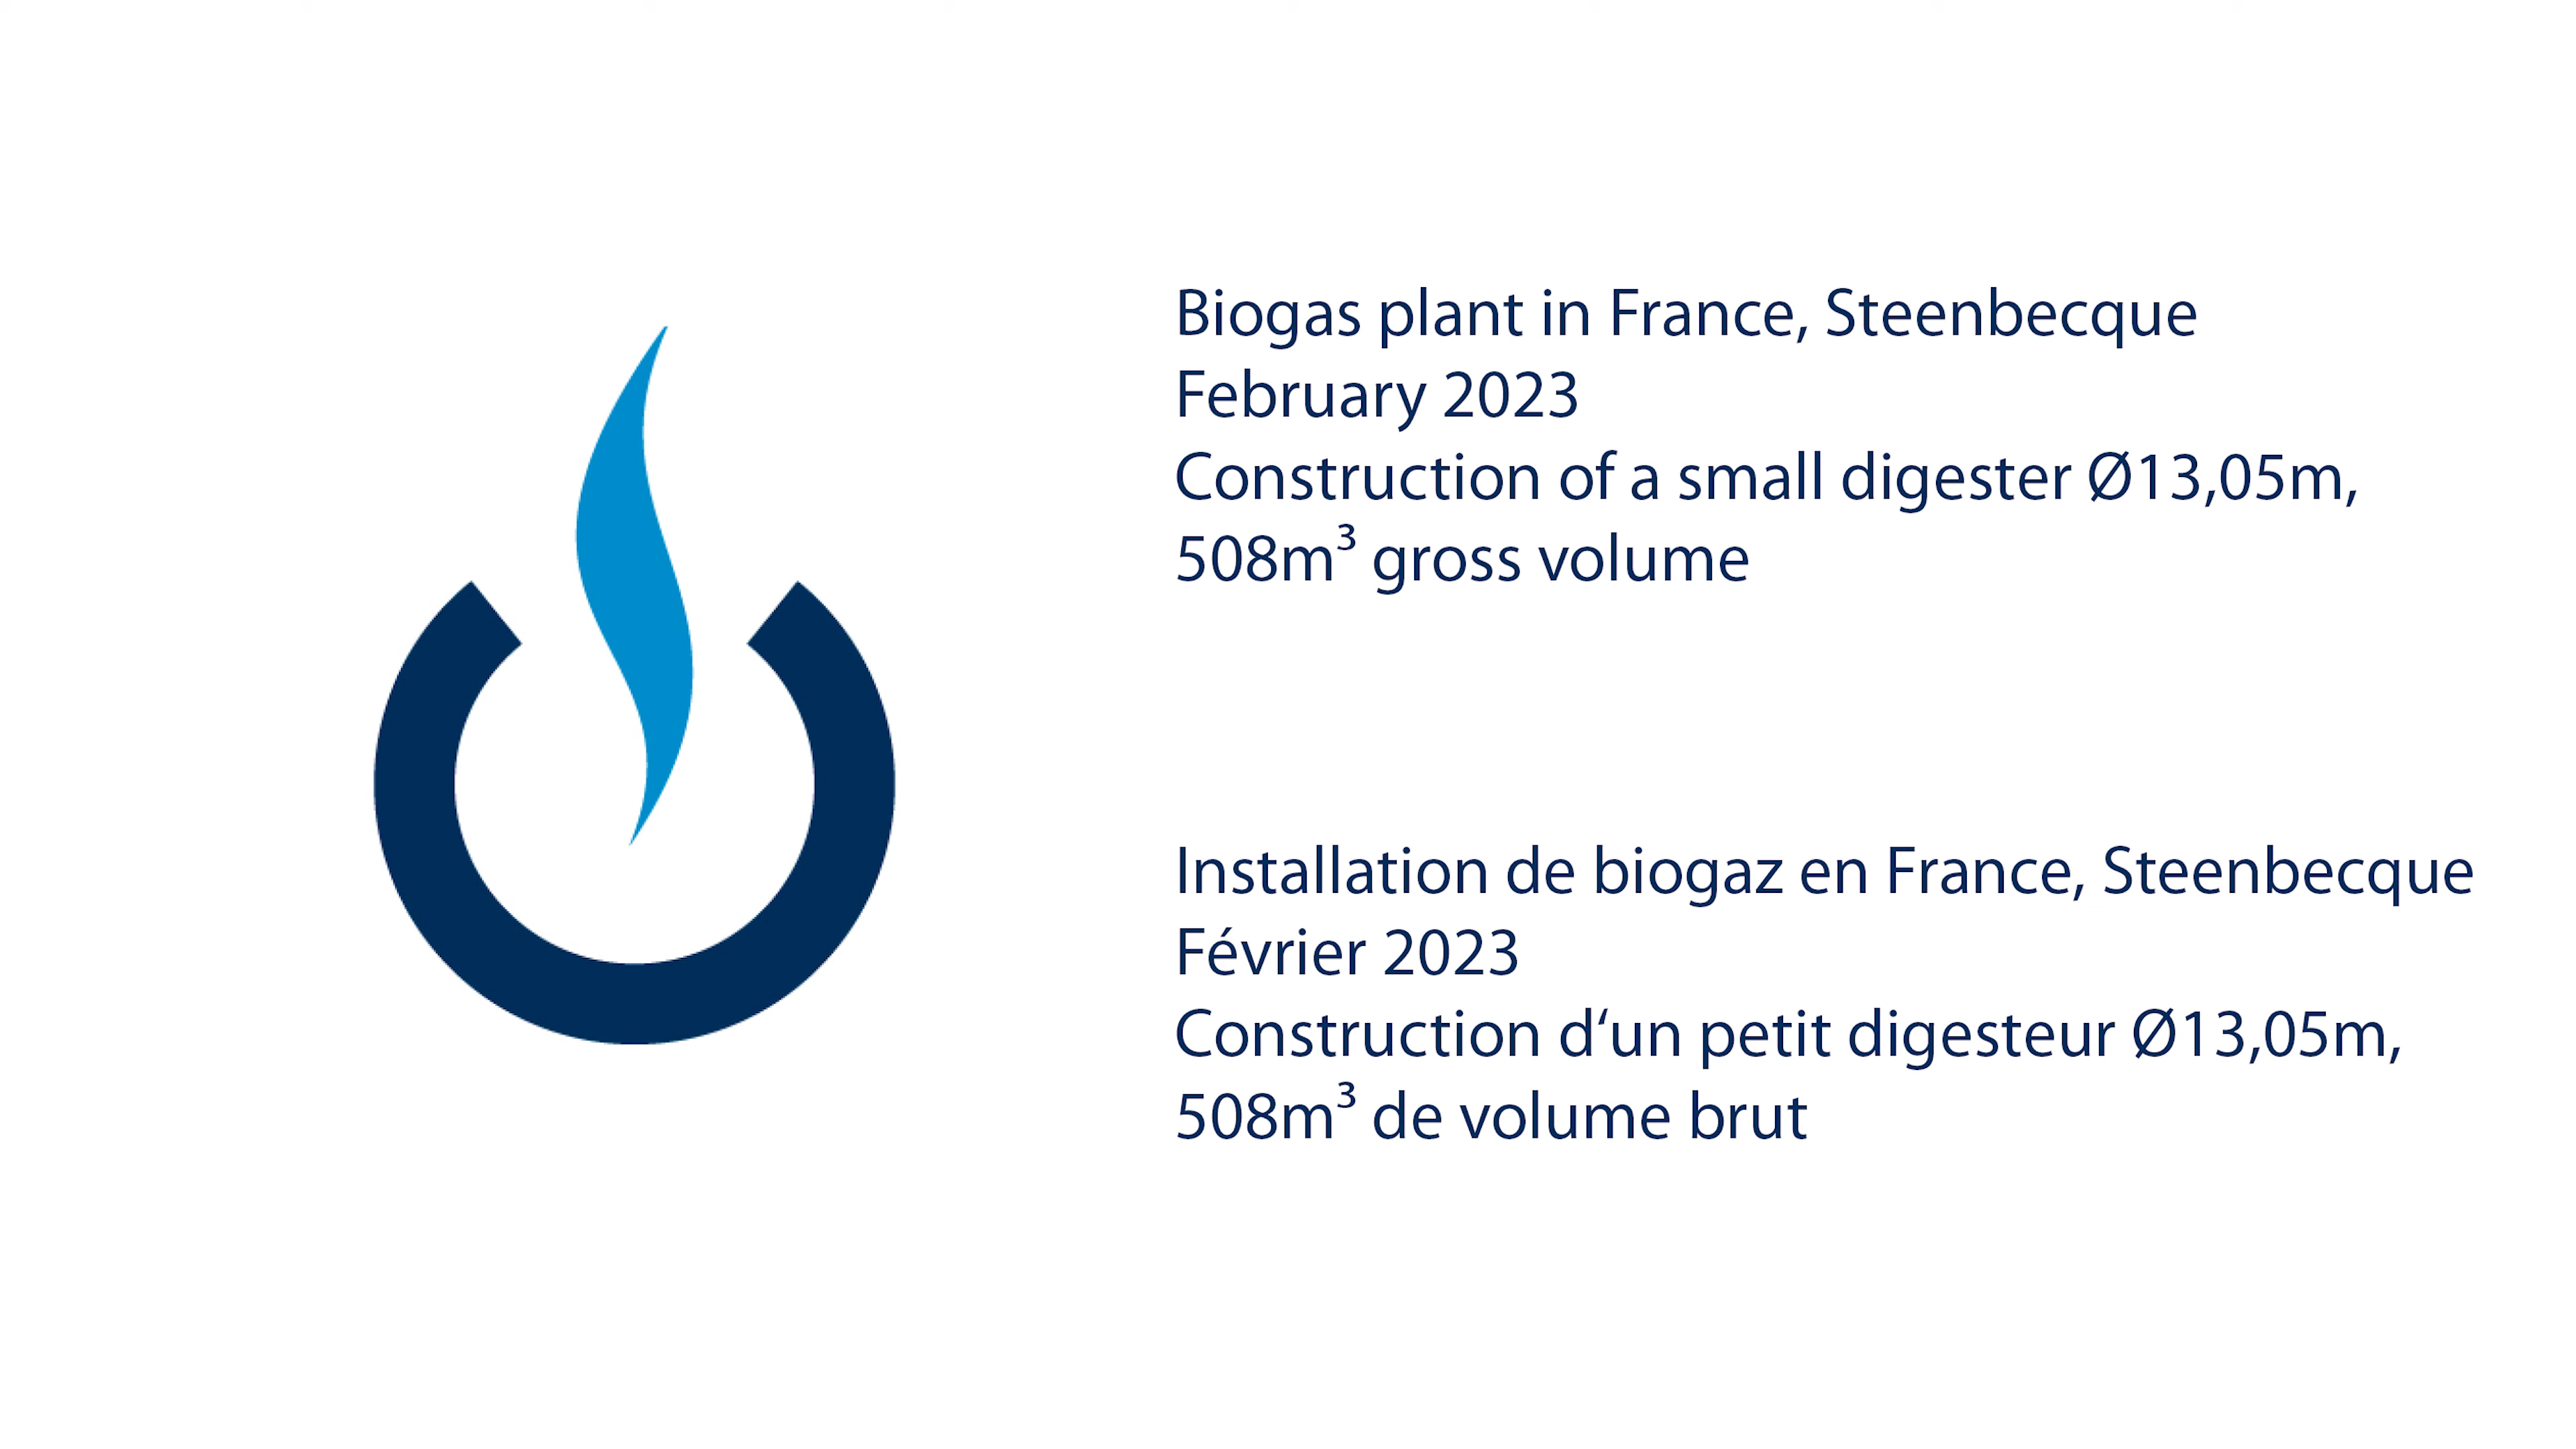 Biogas plant in France, Steenbecque
February 2023
Construction of a small digester Ø13,05m,
508m³ gross volume
Installation de biogaz en France, Steenbecque
Février 2023
Construction d‘un petit digesteur Ø13,05m,
508m³ de volume brut